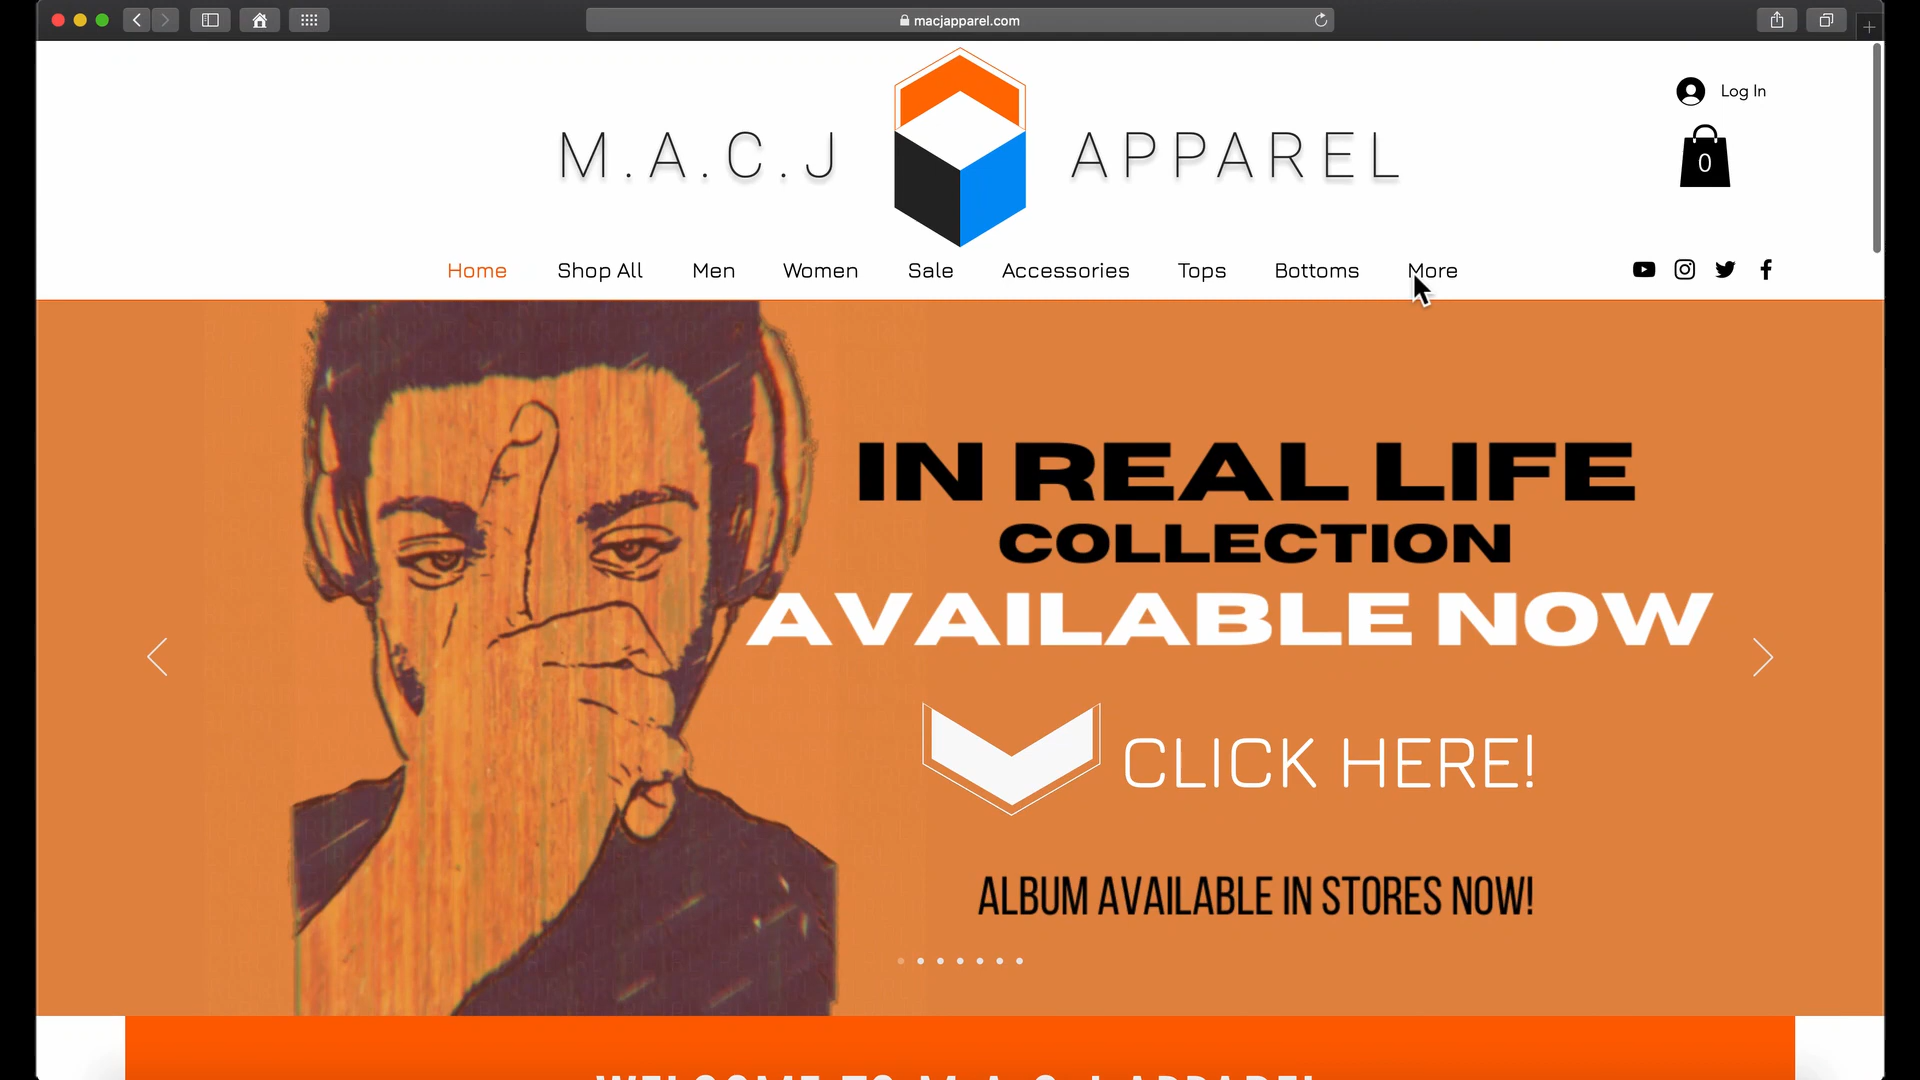 macjapparel.com
M.A.C.J APPAREL
Log In
0
Home Shop All Men Women Sale Accessories Tops Bottoms More
IN REAL LIFE
COLLECTION
AVAILABLE NOW
CLICK HERE!
ALBUM AVAILABLE IN STORES NOW!
WELCOME TO M.A.C.J APPAREL